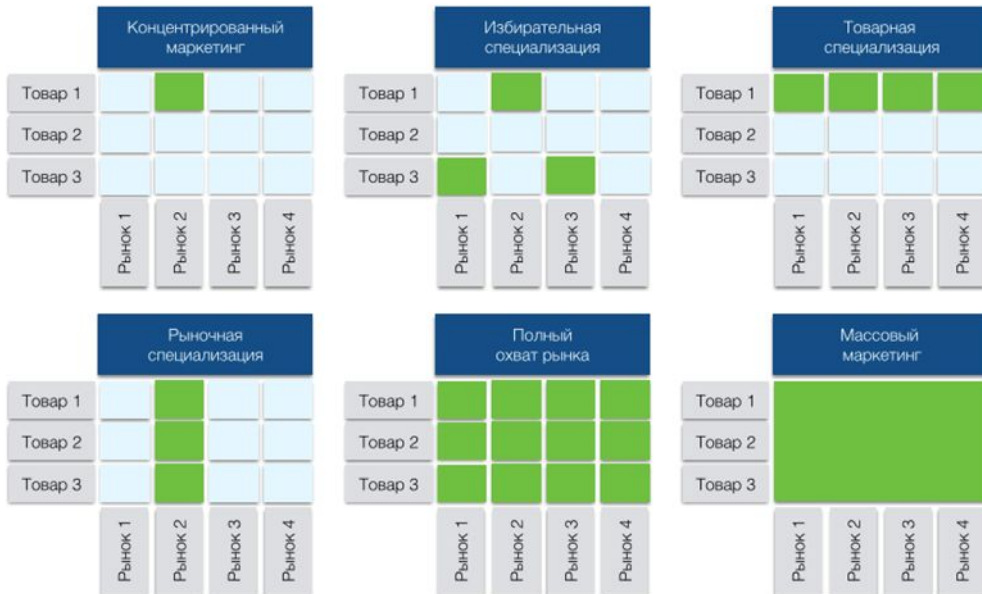 Концентрированный
маркетинг
Товар 1
Товар 2
Товар 3
Рынок 1
Рынок 2
Рынок 3
Рынок 4
Избирательная
специализация
Товар 1
Товар 2
Товар 3
Рынок 1
Рынок 2
Рынок 3
Рынок 4
Товарная
специализация
Товар 1
Товар 2
Товар 3
Рынок 1
Рынок 2
Рынок 3
Рынок 4
Рыночная
специализация
Товар 1
Товар 2
Товар 3
Рынок 1
Рынок 2
Рынок 3
Рынок 4
Полный
охват рынка
Товар 1
Товар 2
Товар 3
Рынок 1
Рынок 2
Рынок 3
Рынок 4
Массовый
маркетинг
Товар 1
Товар 2
Товар 3
Рынок 1
Рынок 2
Рынок 3
Рынок 4